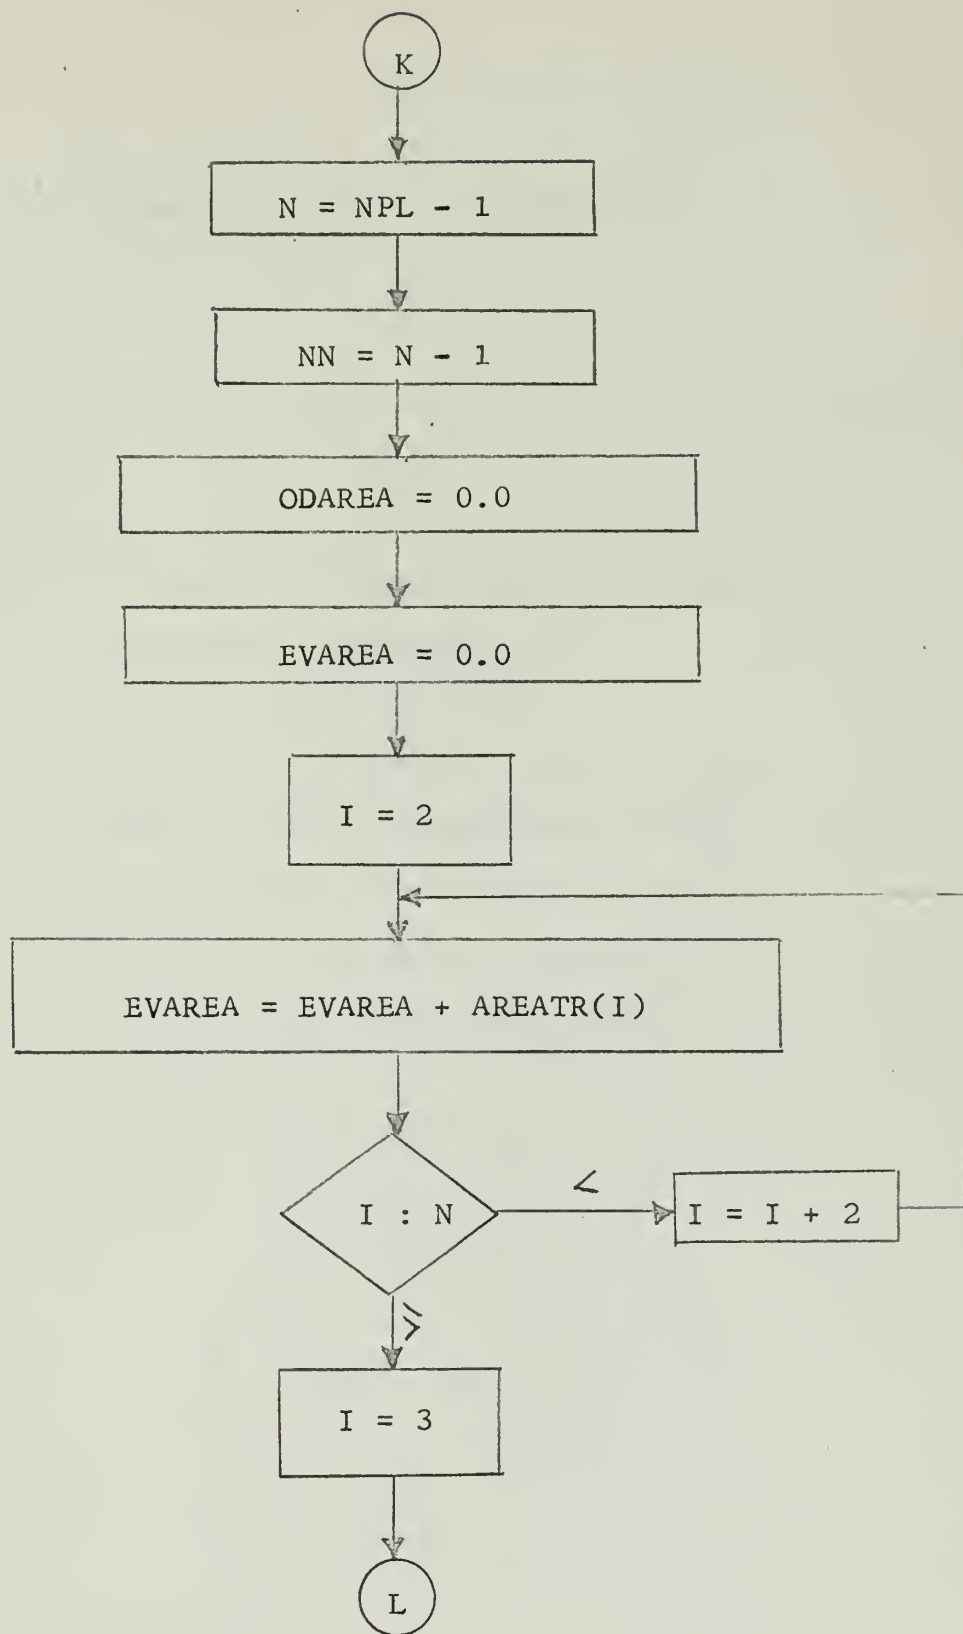 K
N = NPL - 1
NN = N - 1
ODAREA = 0.0
EVAREA = 0.0
I = 2
EVAREA = EVAREA + AREATR(I)
I : N
<
I = I + 2
≥
I = 3
L